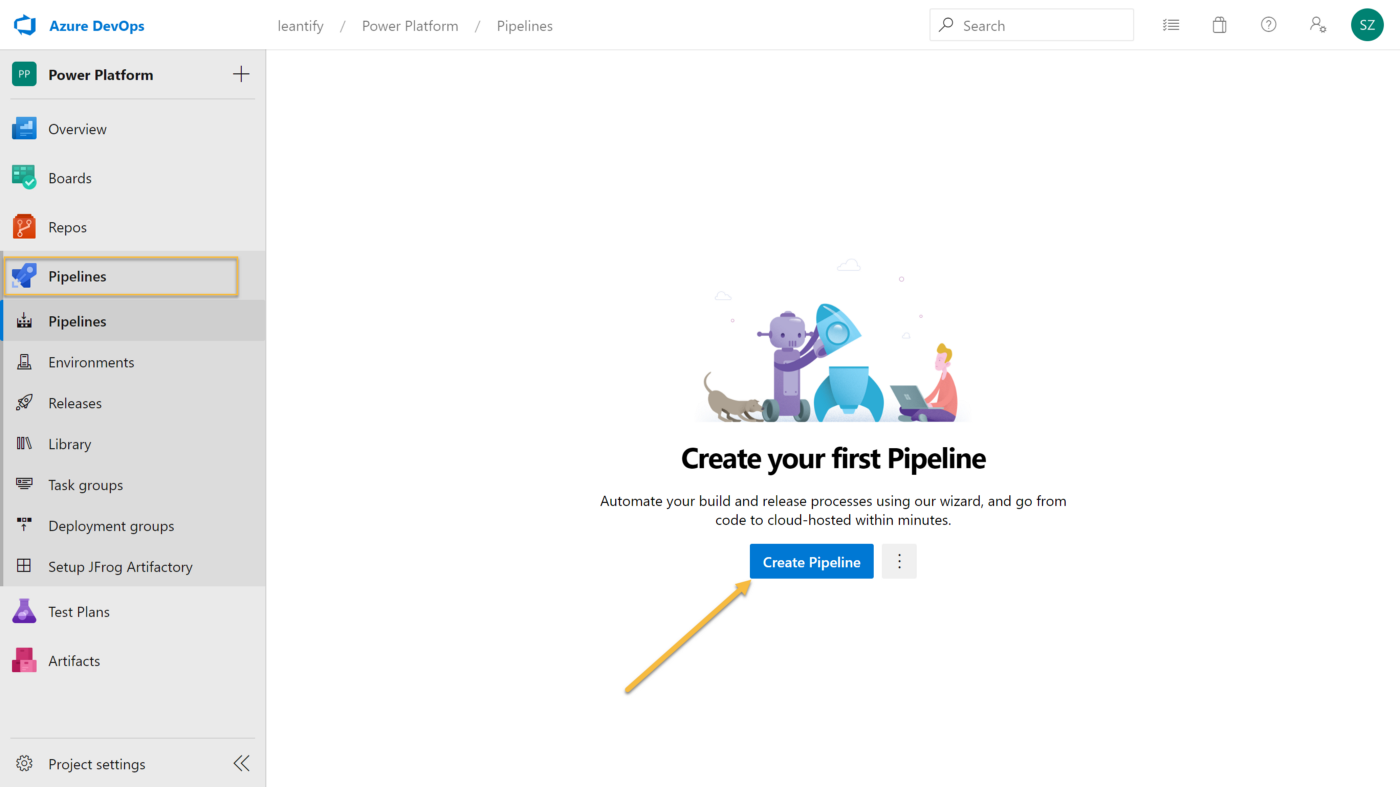 Azure DevOps
leantify / Power Platform / Pipelines
Search
SZ
PP
Power Platform
Overview
Boards
Repos
Pipelines
Pipelines
Environments
Releases
Library
Task groups
Deployment groups
Setup JFrog Artifactory
Test Plans
Artifacts
Project settings
Create your first Pipeline
Automate your build and release processes using our wizard, and go from
code to cloud-hosted within minutes.
Create Pipeline